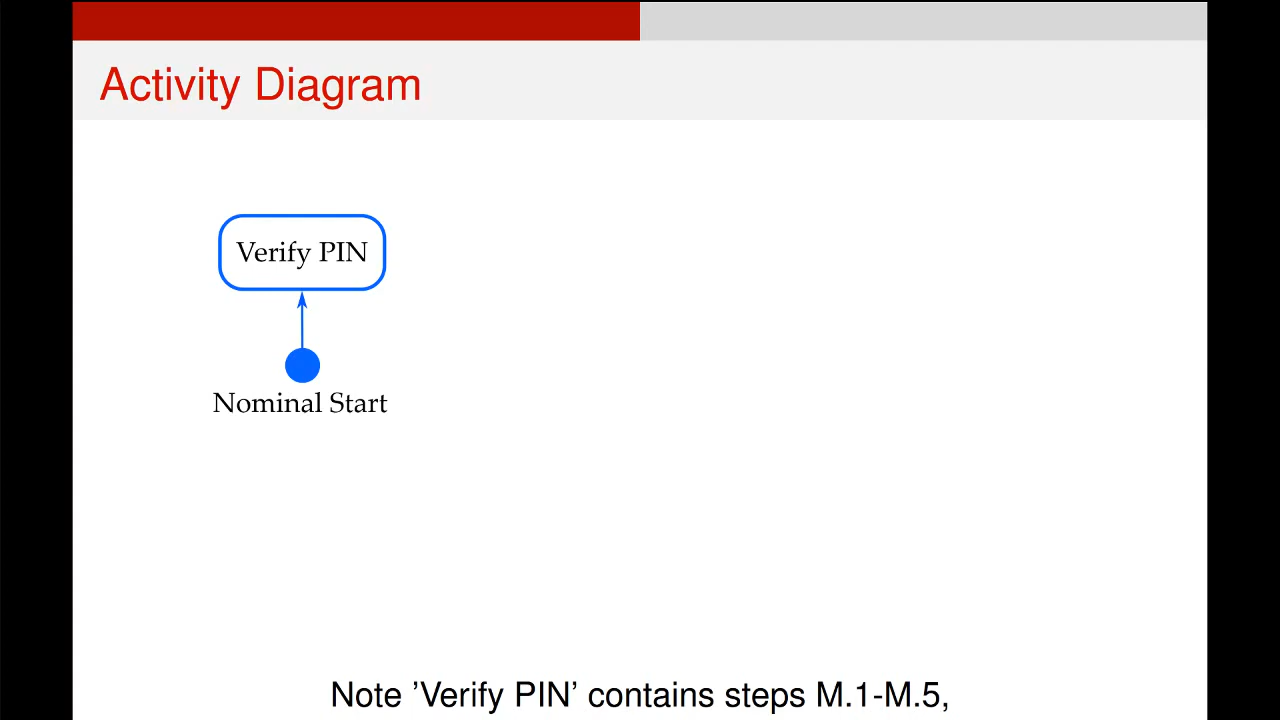 Activity Diagram
Verify PIN
Nominal Start
Note ’Verify PIN’ contains steps M.1-M.5,